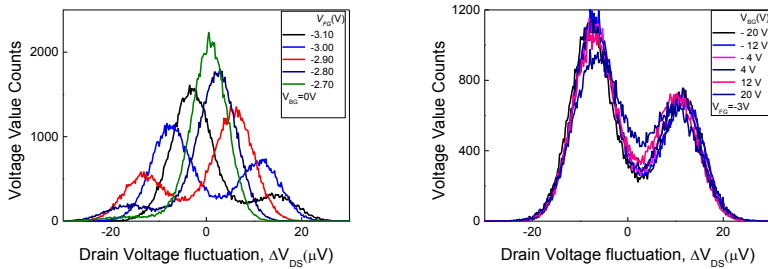 V_FG(V)
-3.10
-3.00
-2.90
-2.80
-2.70
V_BG=0V
2000
1000
0
Voltage Value Counts
-20 0 20
Drain Voltage fluctuation, ΔV_DS(μV)
V_BG(V)
- 20 V
- 12 V
- 4 V
4 V
12 V
20 V
V_FG=-3V
1200
800
400
0
Voltage Value Counts
-20 0 20
Drain Voltage fluctuation, ΔV_DS(μV)